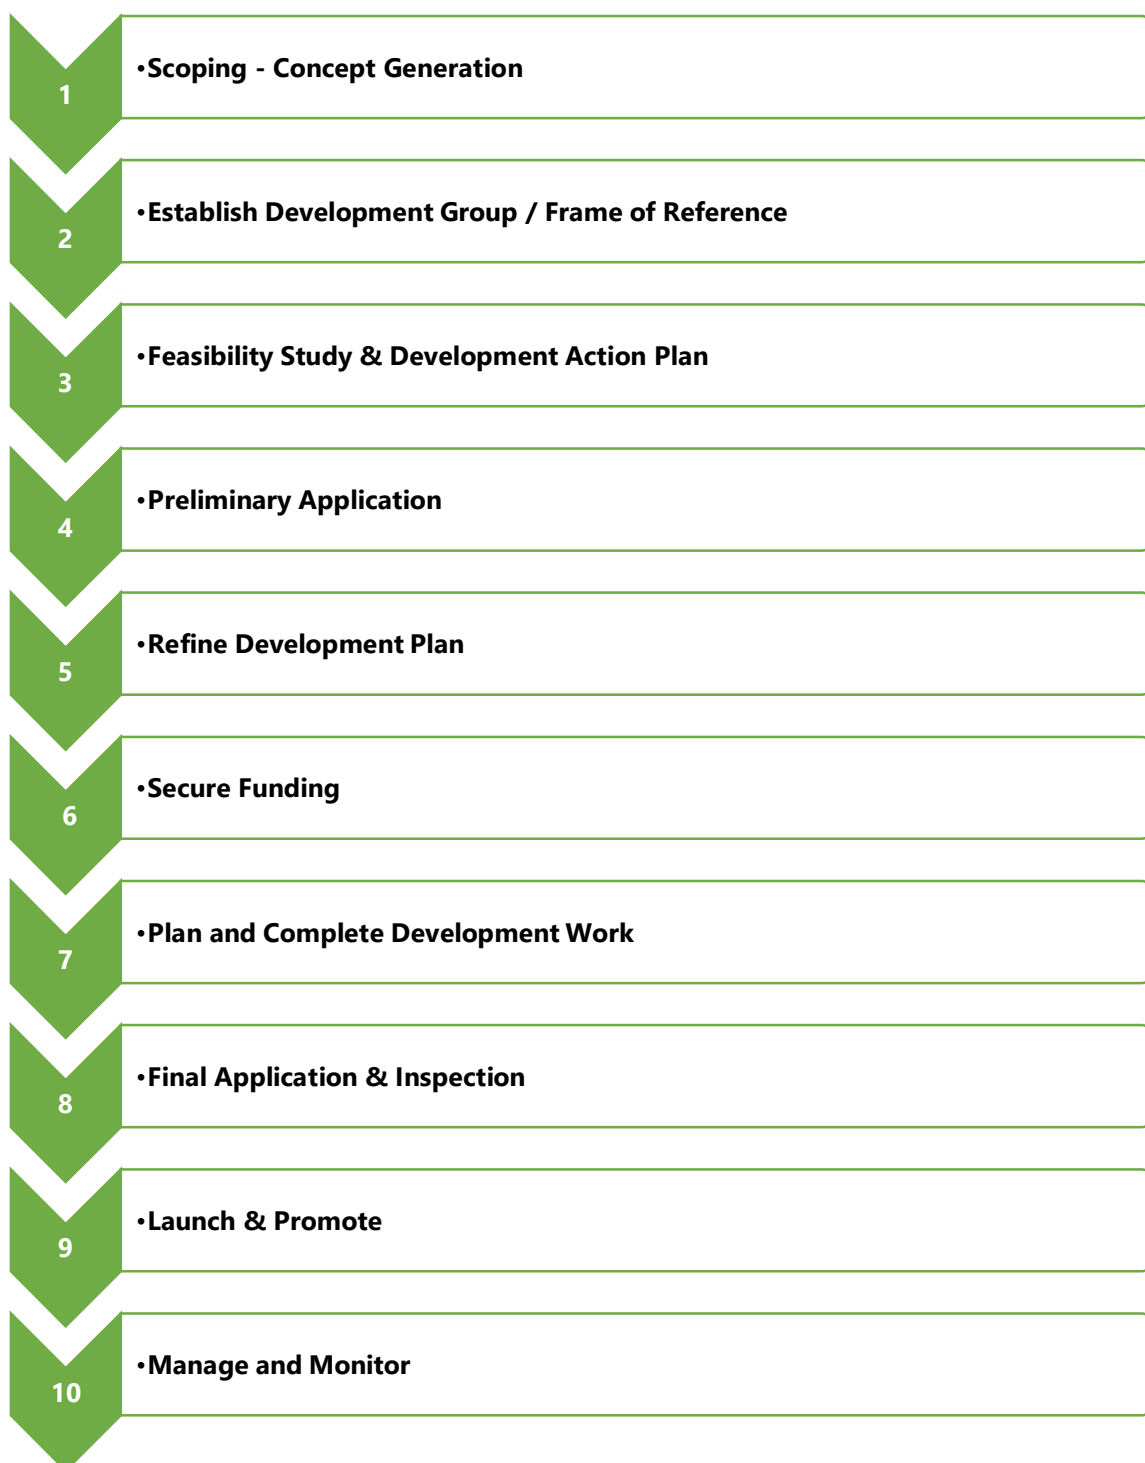 1
•Scoping - Concept Generation
2
•Establish Development Group / Frame of Reference
3
•Feasibility Study & Development Action Plan
4
•Preliminary Application
5
•Refine Development Plan
6
•Secure Funding
7
•Plan and Complete Development Work
8
•Final Application & Inspection
9
•Launch & Promote
10
•Manage and Monitor